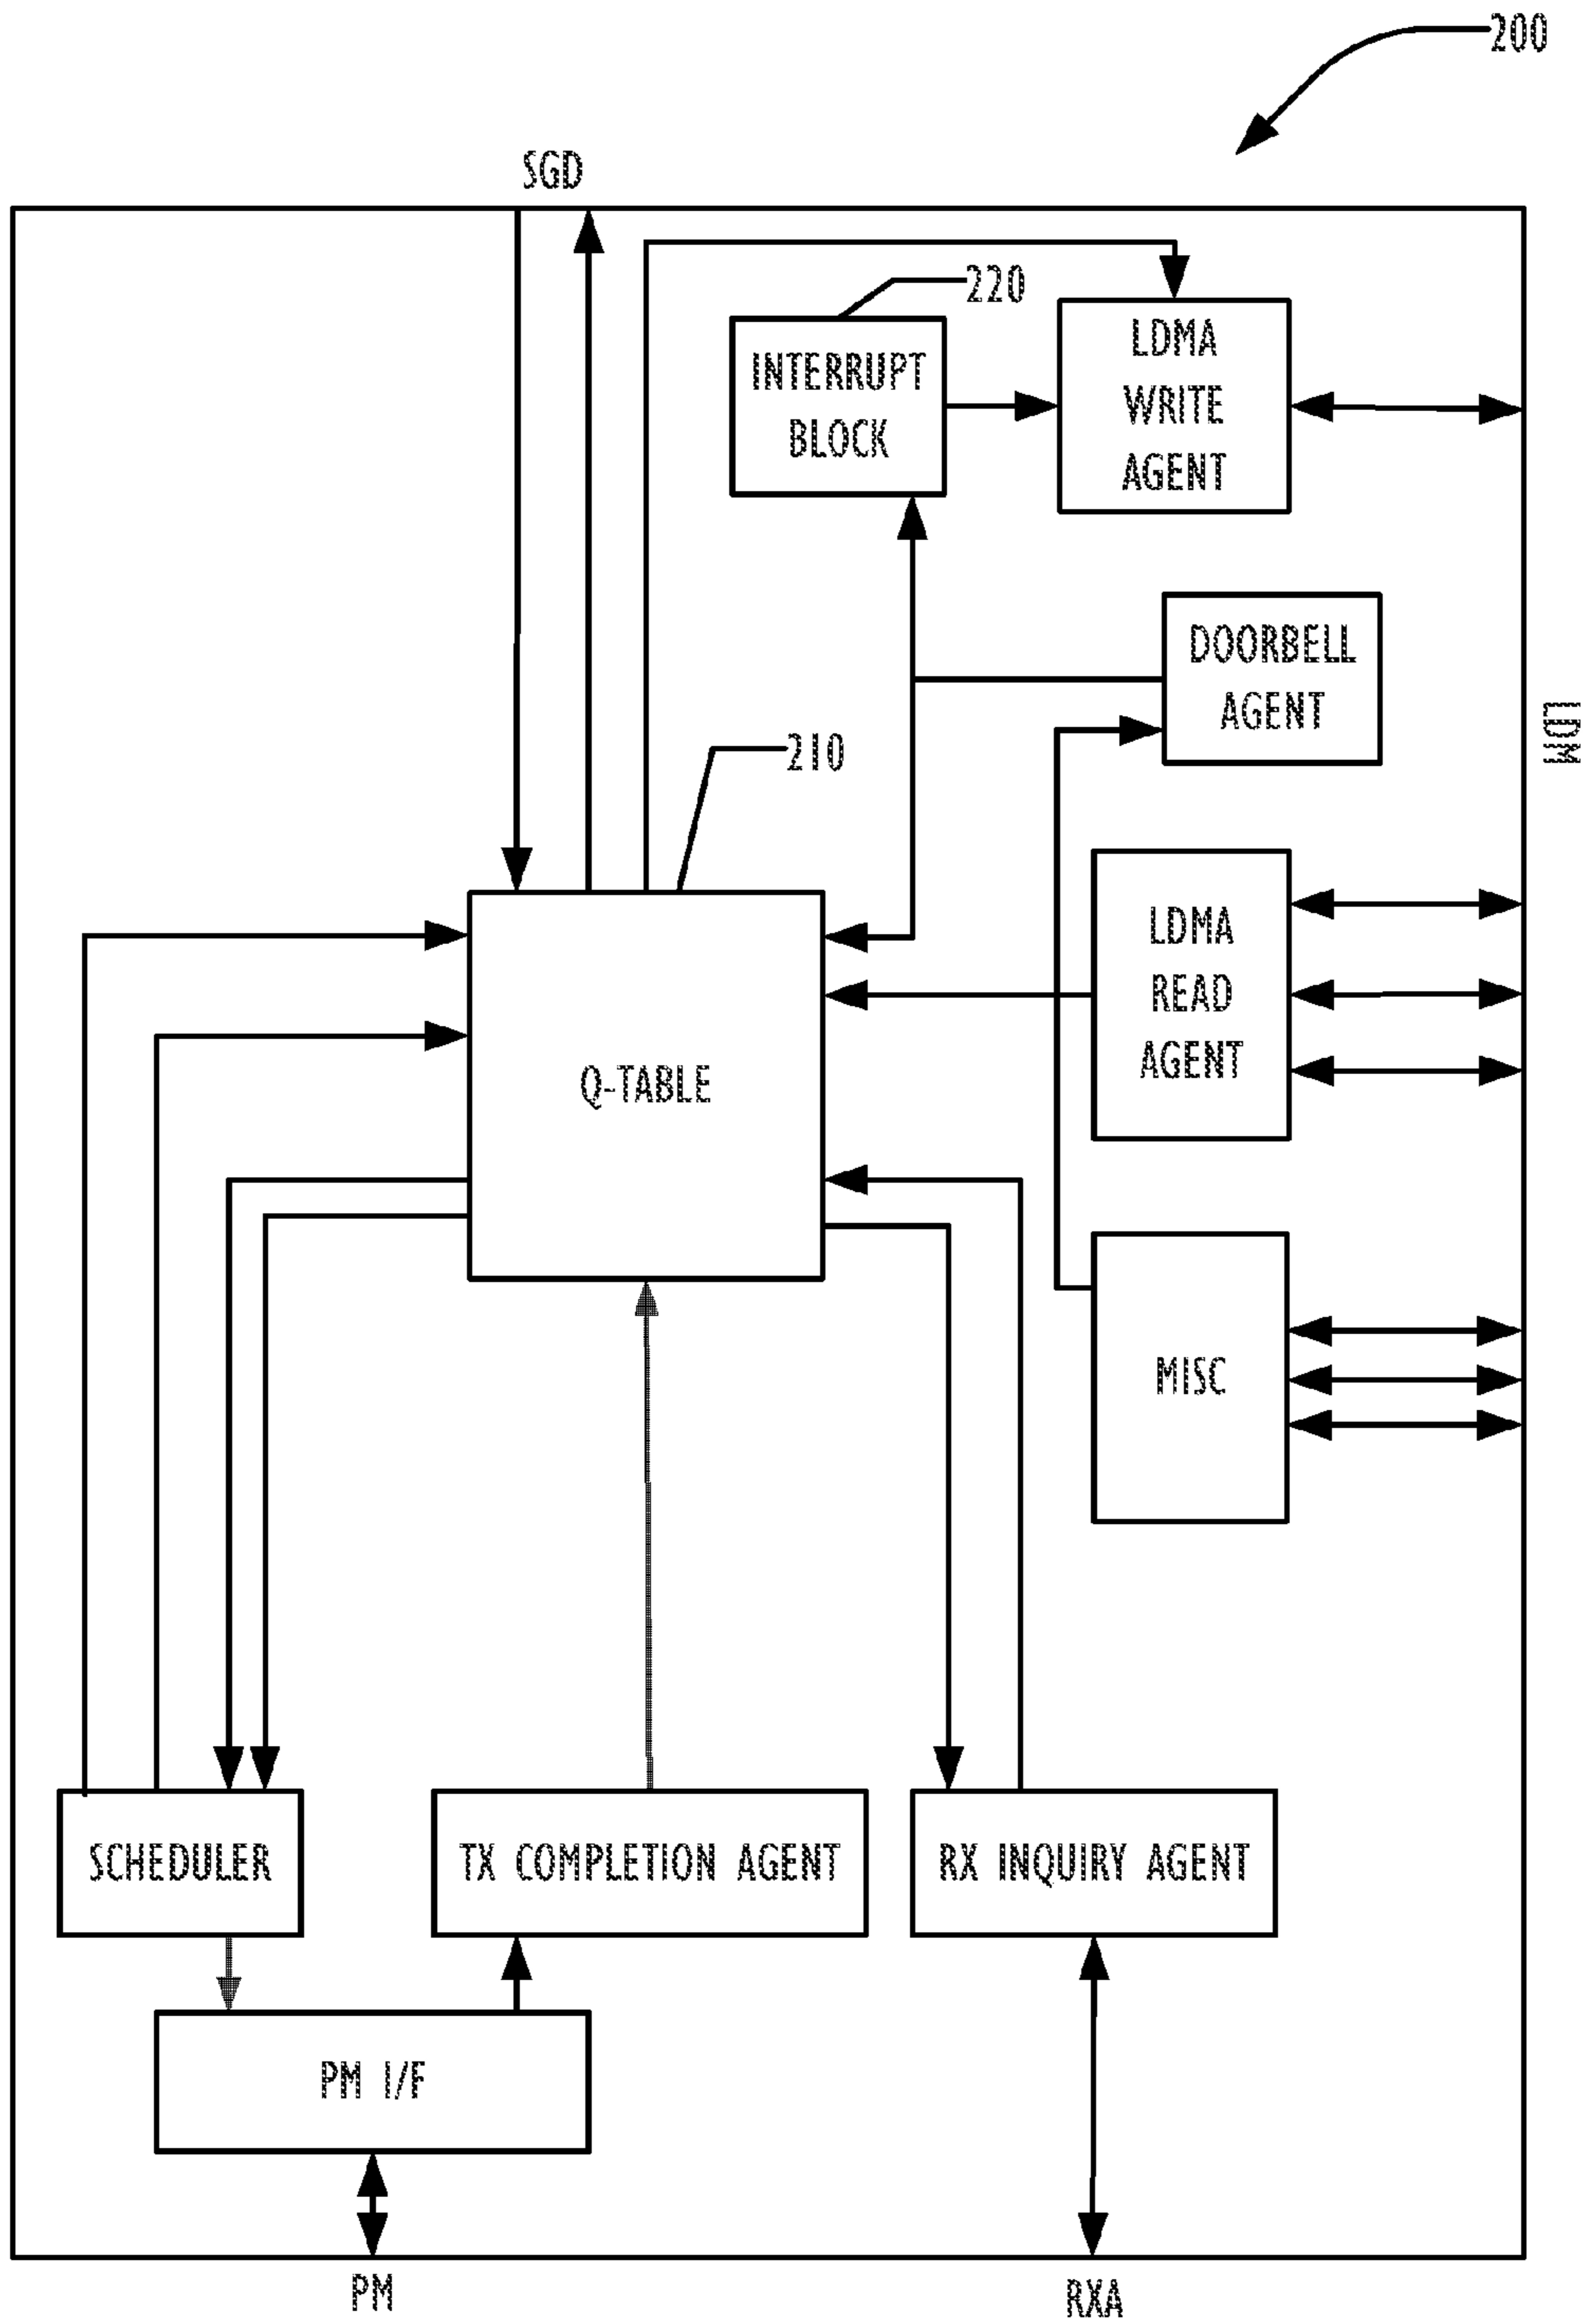 200
SGD
220
INTERRUPT
BLOCK
LDMA
WRITE
AGENT
DOORBELL
AGENT
LDM
210
LDMA
READ
AGENT
Q-TABLE
MISC
SCHEDULER
TX COMPLETION AGENT
RX INQUIRY AGENT
PM I/F
PM
RXA